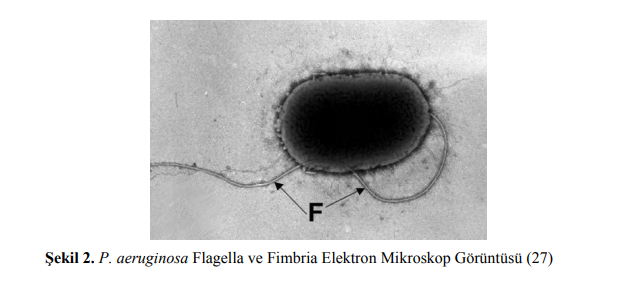 F
Şekil 2. P. aeruginosa Flagella ve Fimbria Elektron Mikroskop Görüntüsü (27)